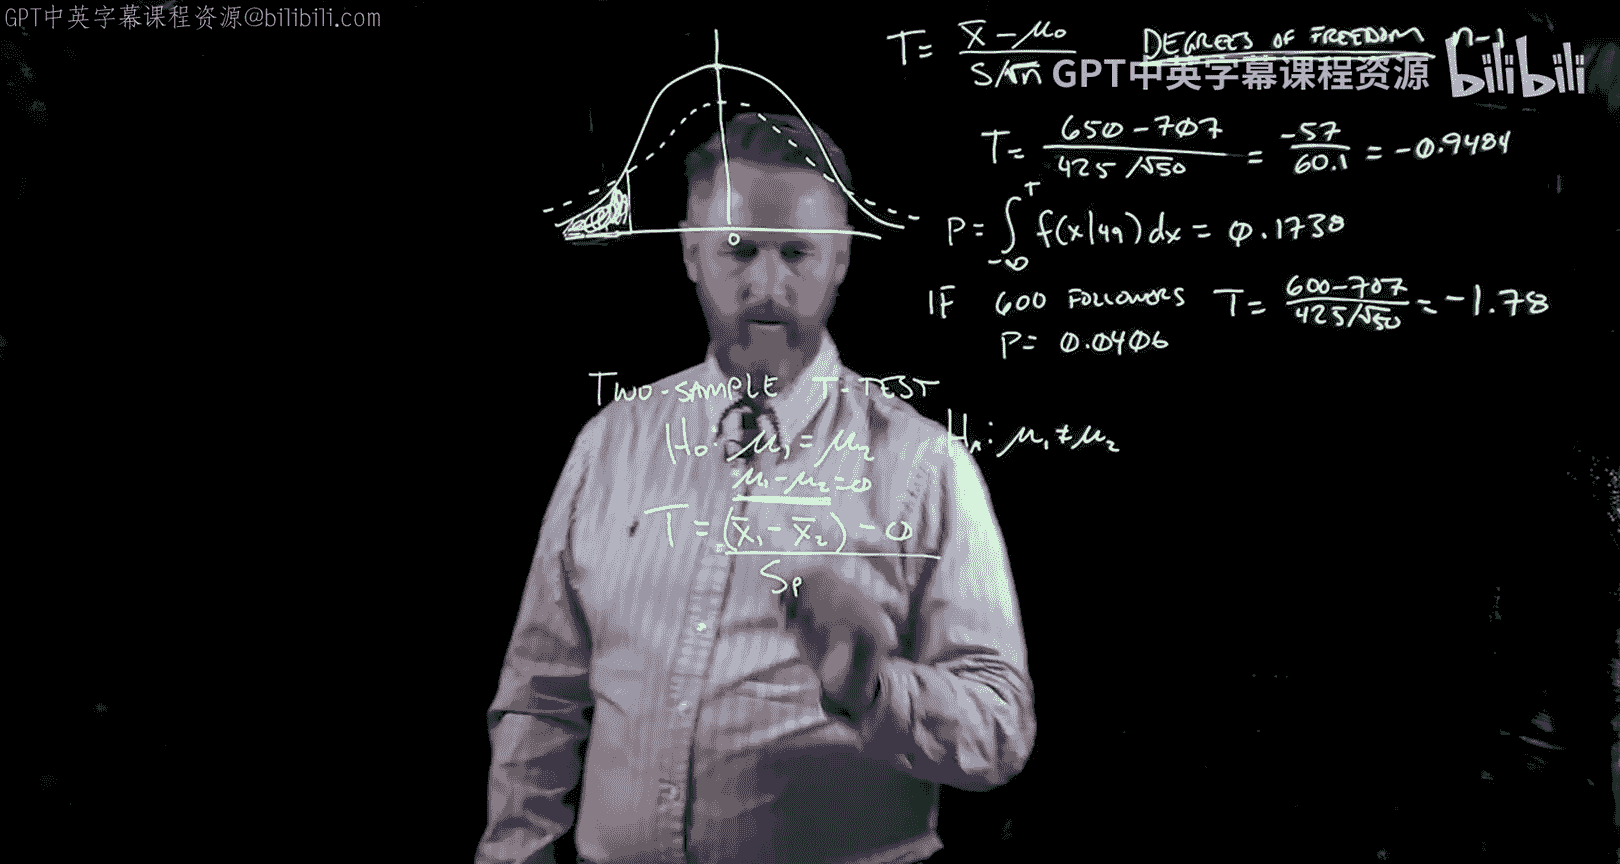 GPT中英字幕课程资源@bilibili.com
T = (x̄ - μ₀) / (S/√n) DEGREES OF FREEDOM n-1
GPT中英字幕课程资源 bilibili
T = (650 - 707) / (425/√50) = -57 / 60.1 = -0.9484
P = ∫_{-∞}^{T} f(x|49) dx = 0.1738
IF 600 FOLLOWERS T = (600-707) / (425/√50) = -1.78
P = 0.0406
0
TWO-SAMPLE T-TEST
H₀: μ₁ = μ₂ Hₐ: μ₁ ≠ μ₂
μ₁ - μ₂ = 0
T = ((x̄₁ - x̄₂) - 0) / Sp